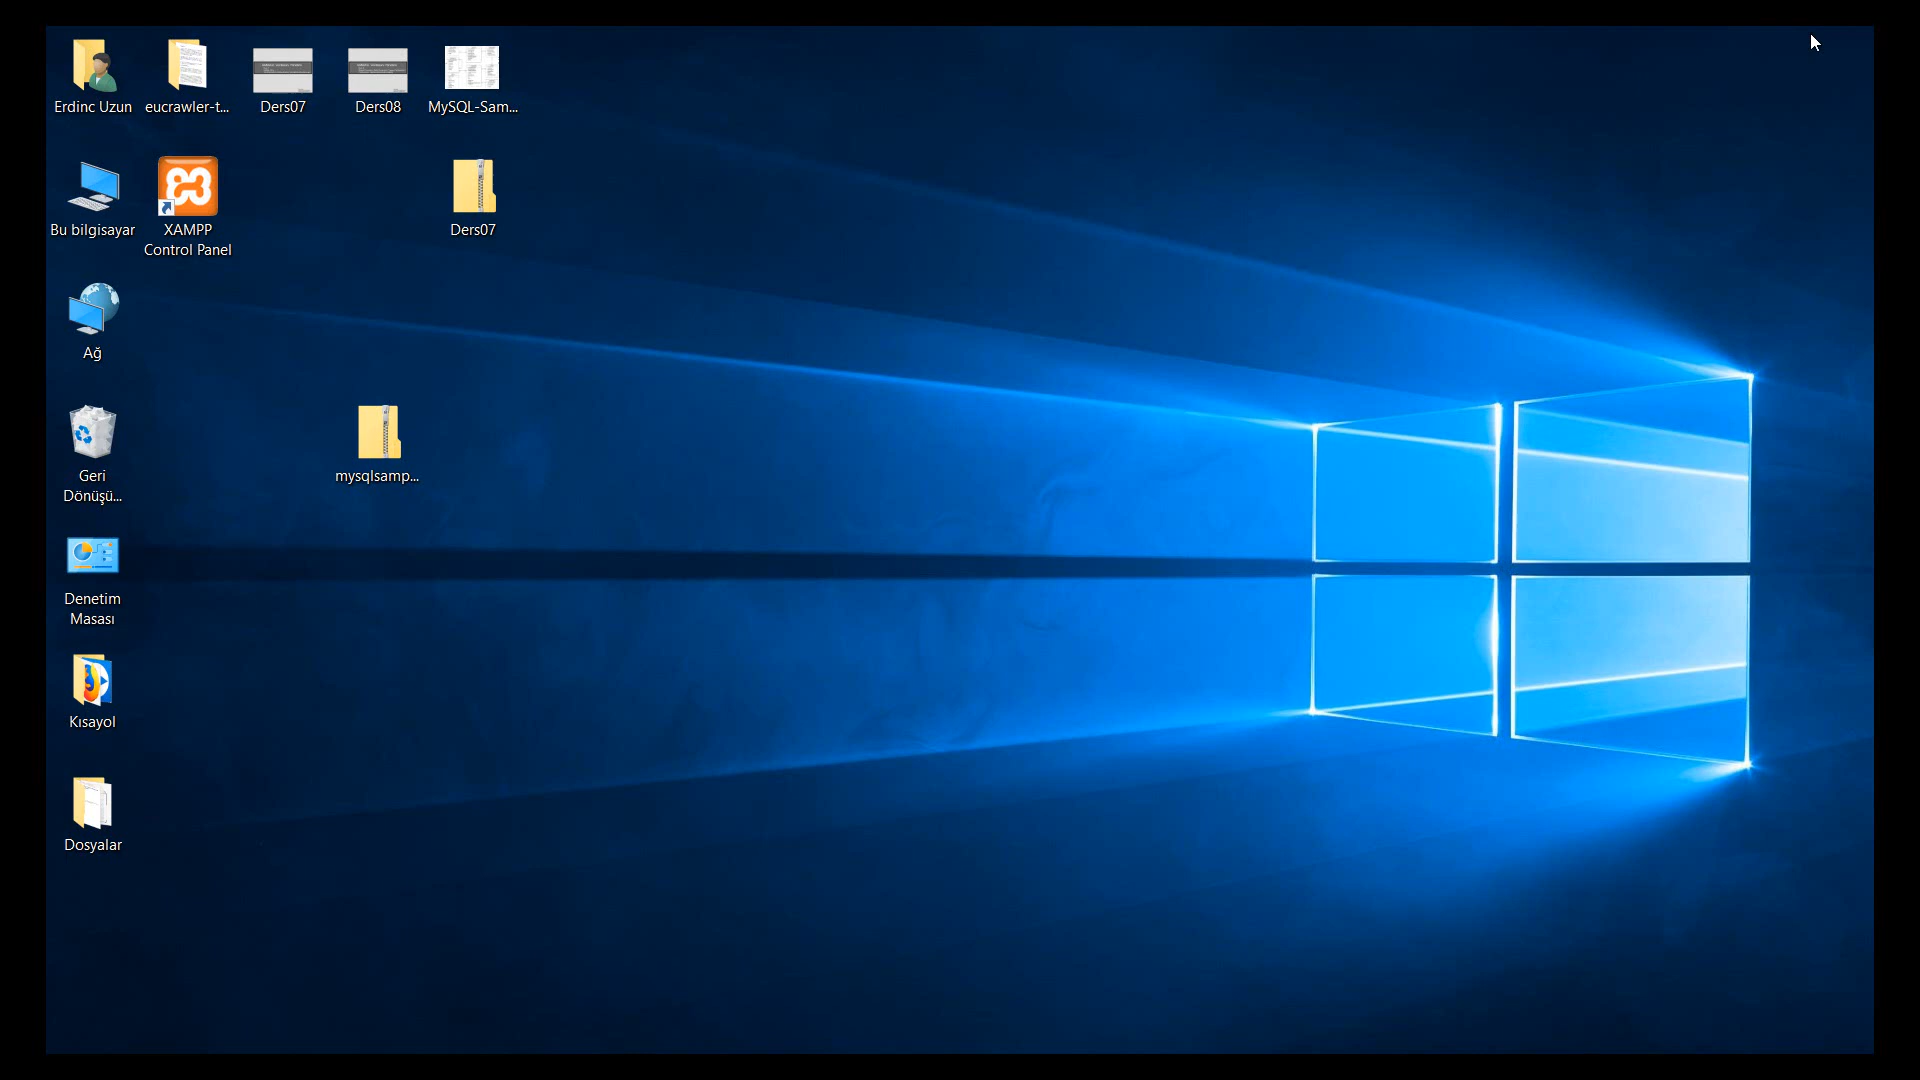 Erdinc Uzun
eucrawler-t...
Ders07
Ders08
MySQL-Sam...
Bu bilgisayar
XAMPP
Control Panel
Ders07
Ağ
Geri
Dönüşü...
mysqlsamp...
Denetim
Masası
Kısayol
Dosyalar